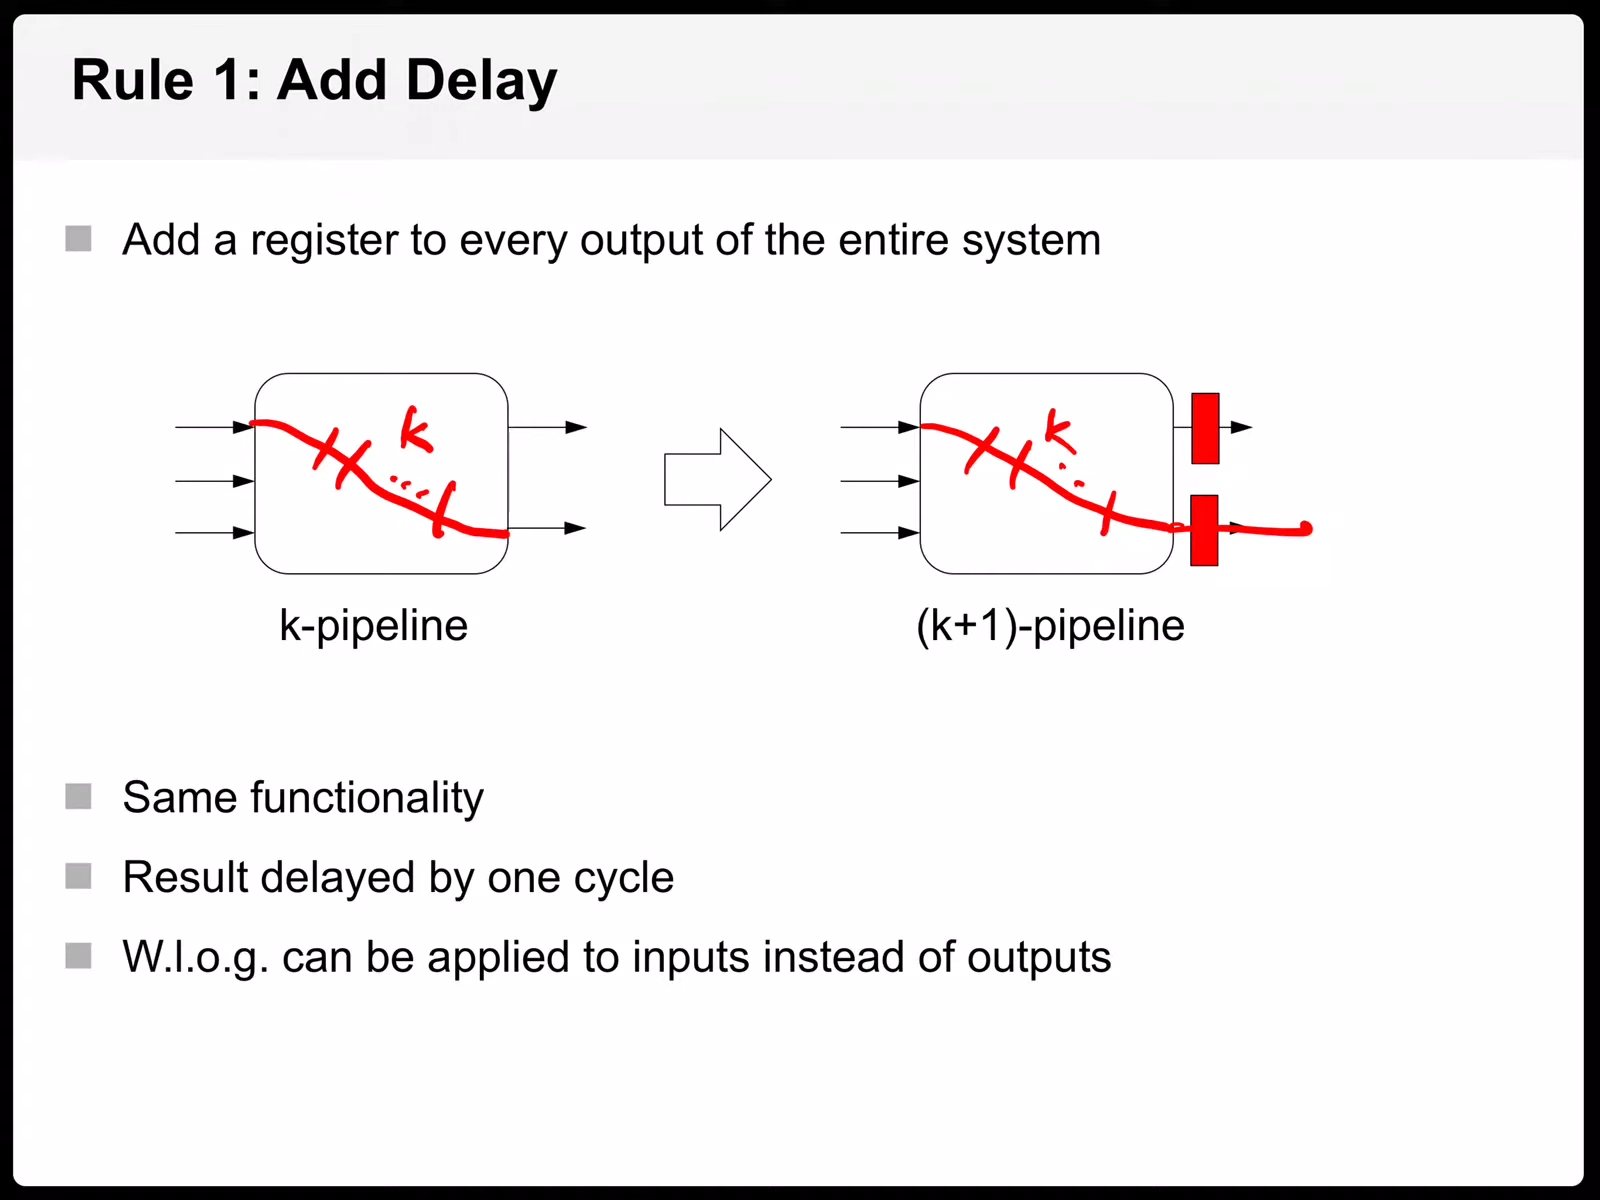 Rule 1: Add Delay
Add a register to every output of the entire system
k
k
k-pipeline
(k+1)-pipeline
Same functionality
Result delayed by one cycle
W.l.o.g. can be applied to inputs instead of outputs